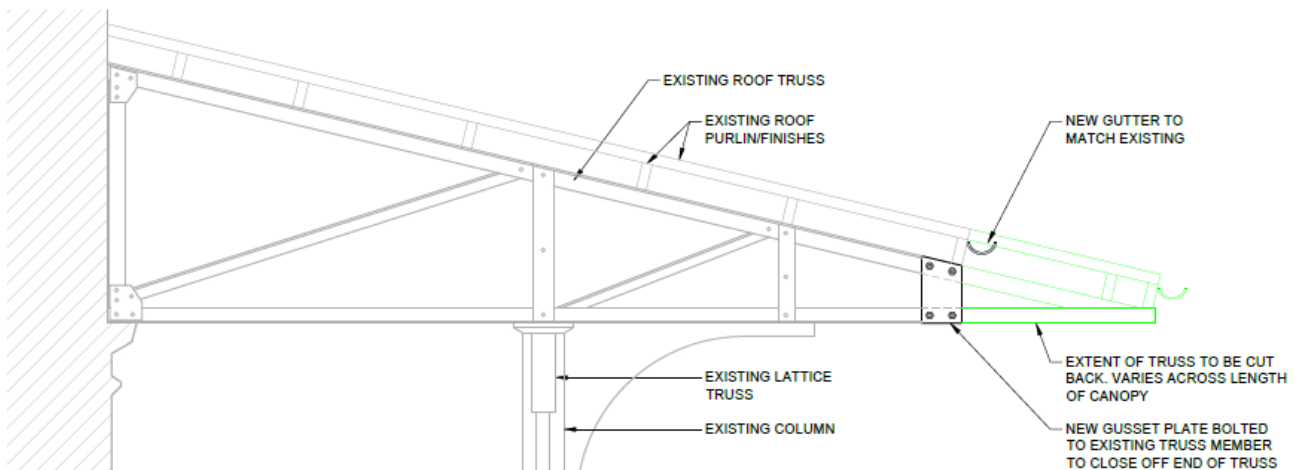 EXISTING ROOF TRUSS
EXISTING ROOF
PURLIN/FINISHES
NEW GUTTER TO
MATCH EXISTING
EXISTING LATTICE
TRUSS
EXISTING COLUMN
EXTENT OF TRUSS TO BE CUT
BACK. VARIES ACROSS LENGTH
OF CANOPY
NEW GUSSET PLATE BOLTED
TO EXISTING TRUSS MEMBER
TO CLOSE OFF END OF TRUSS